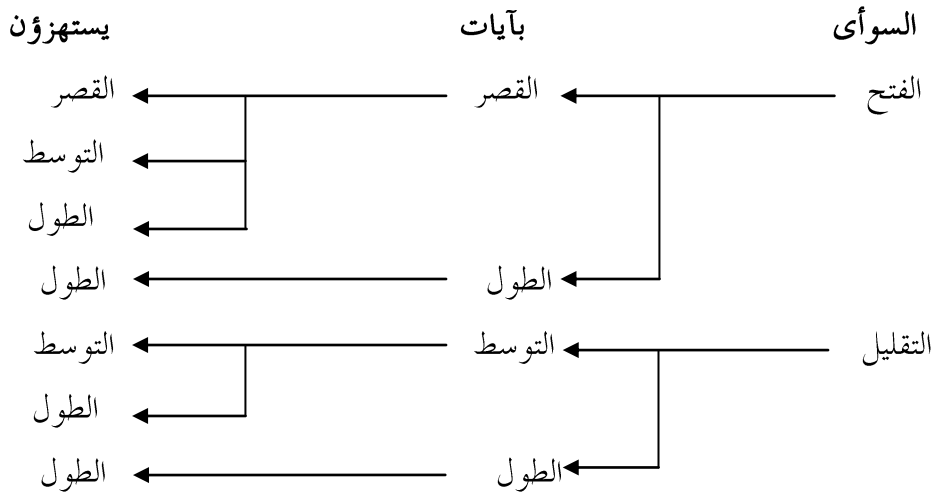 السوأى بآيات يستهزؤن
الفتح القصر القصر
التوسط
الطول
الطول الطول
التقليل التوسط التوسط
الطول
الطول الطول